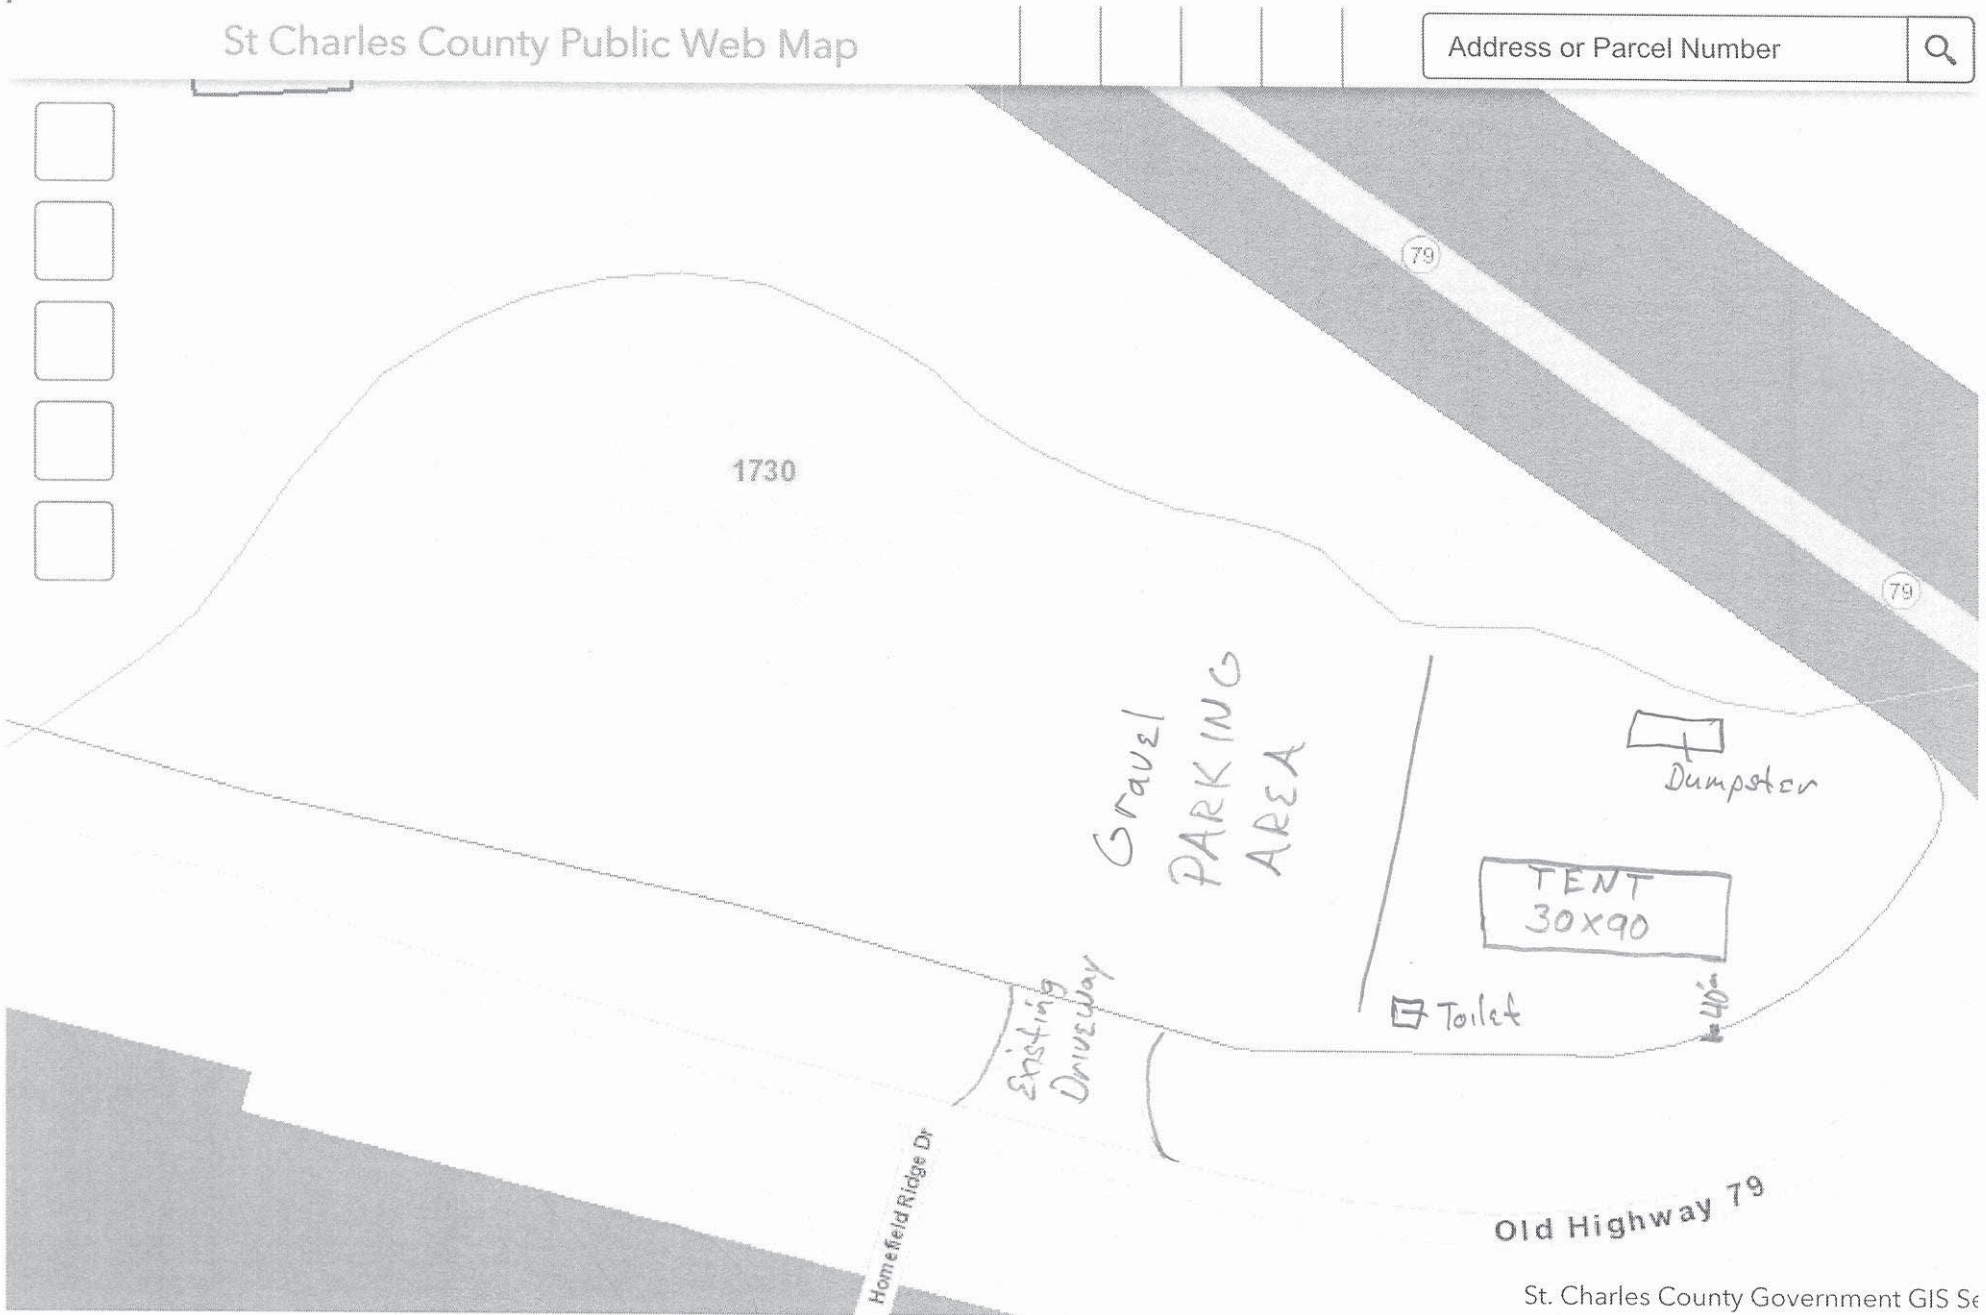 St Charles County Public Web Map
Address or Parcel Number
79
79
1730
Gravel
PARKING
AREA
Dumpster
TENT
30x90
40'
Toilet
Existing
Driveway
Homefield Ridge Dr
Old Highway 79
St. Charles County Government GIS Se